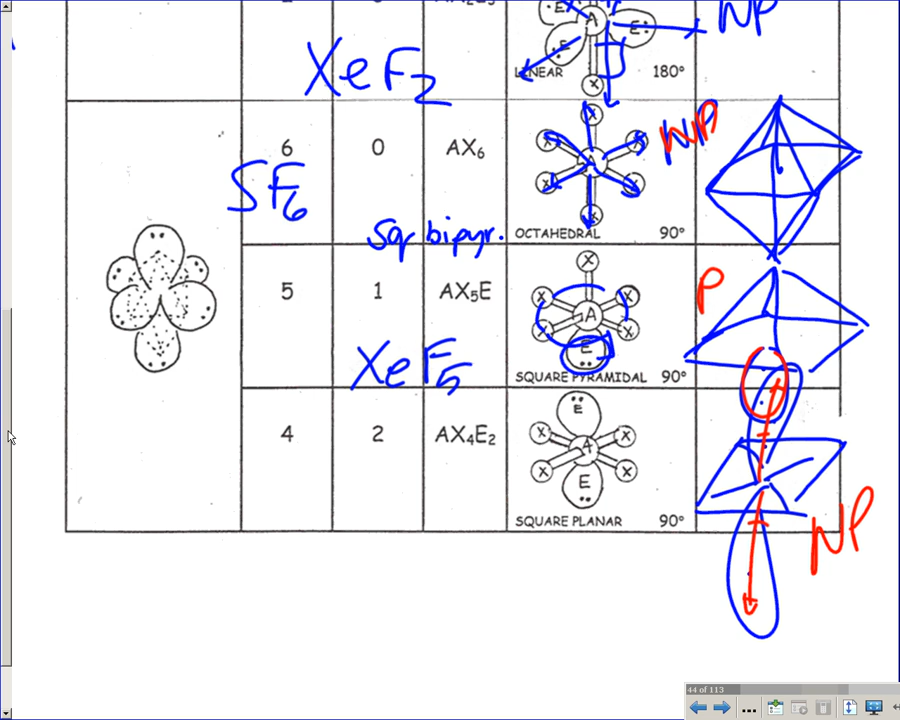 NP
E
A
E
E
X
LINEAR 180°
XeF2
6 0 AX6
SF6
X
X X
A
X X
X
NP
OCTAHEDRAL 90°
Sq bipyr.
5 1 AX5E
X
X X
A
X X
E
P
SQUARE PYRAMIDAL 90°
XeF5
4 2 AX4E2
E
X X
A
X X
E
SQUARE PLANAR 90°
NP
44 of 113